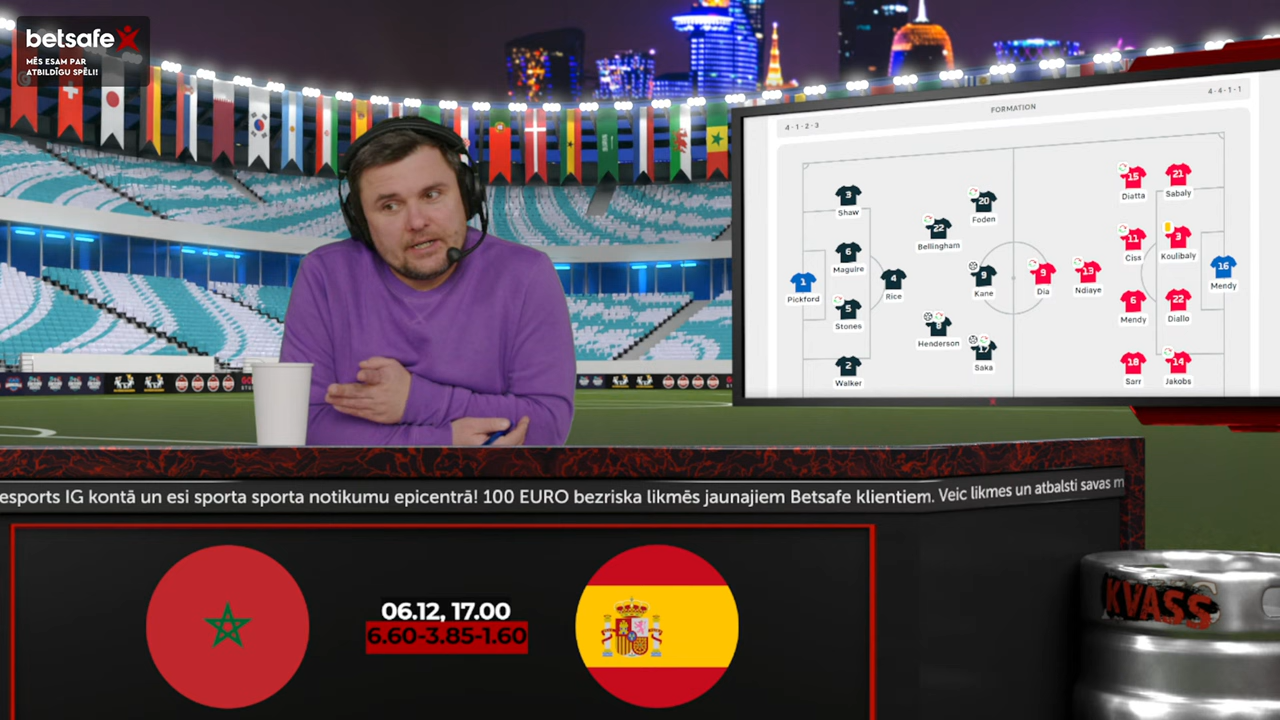 betsafe
MĒS ESAM PAR
ATBILDĪGU SPĒLI!
FORMATION
4-1-2-3
4-4-1-1
3
Shaw
6
Maguire
5
Stones
2
Walker
1
Pickford
4
Rice
22
Bellingham
8
Henderson
20
Foden
9
Kane
17
Saka
9
Dia
13
Ndiaye
15
Diatta
11
Ciss
6
Mendy
18
Sarr
21
Sabaly
3
Koulibaly
22
Diallo
14
Jakobs
16
Mendy
esports IG kontā un esi sporta sporta notikumu epicentrā! 100 EURO bezriska likmēs jaunajiem Betsafe klientiem. Veic likmes un atbalsti savas m
06.12, 17.00
6.60-3.85-1.60
KVASS